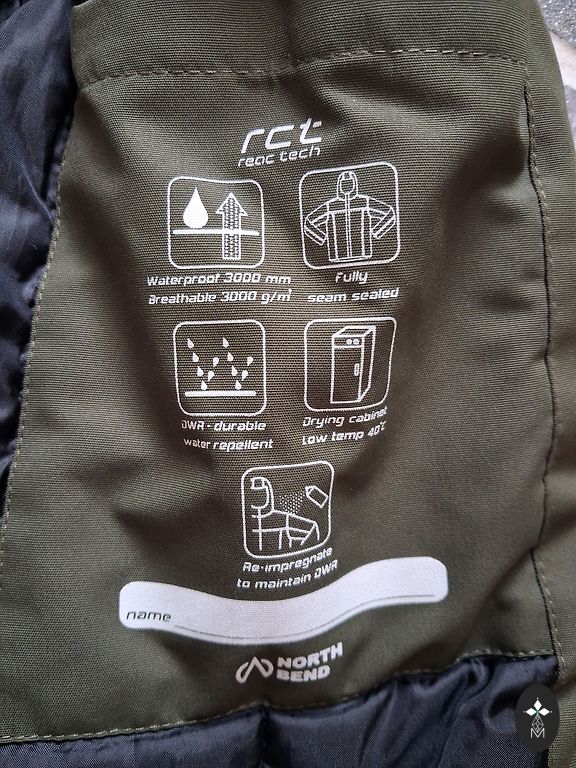 rct
reac tech
Waterproof 3000 mm
Breathable 3000 g/m²
Fully
seam sealed
DWR - durable
water repellent
Drying cabinet
Low temp 40°C
Re-impregnate
to maintain DWR
name
NORTH
BEND
M